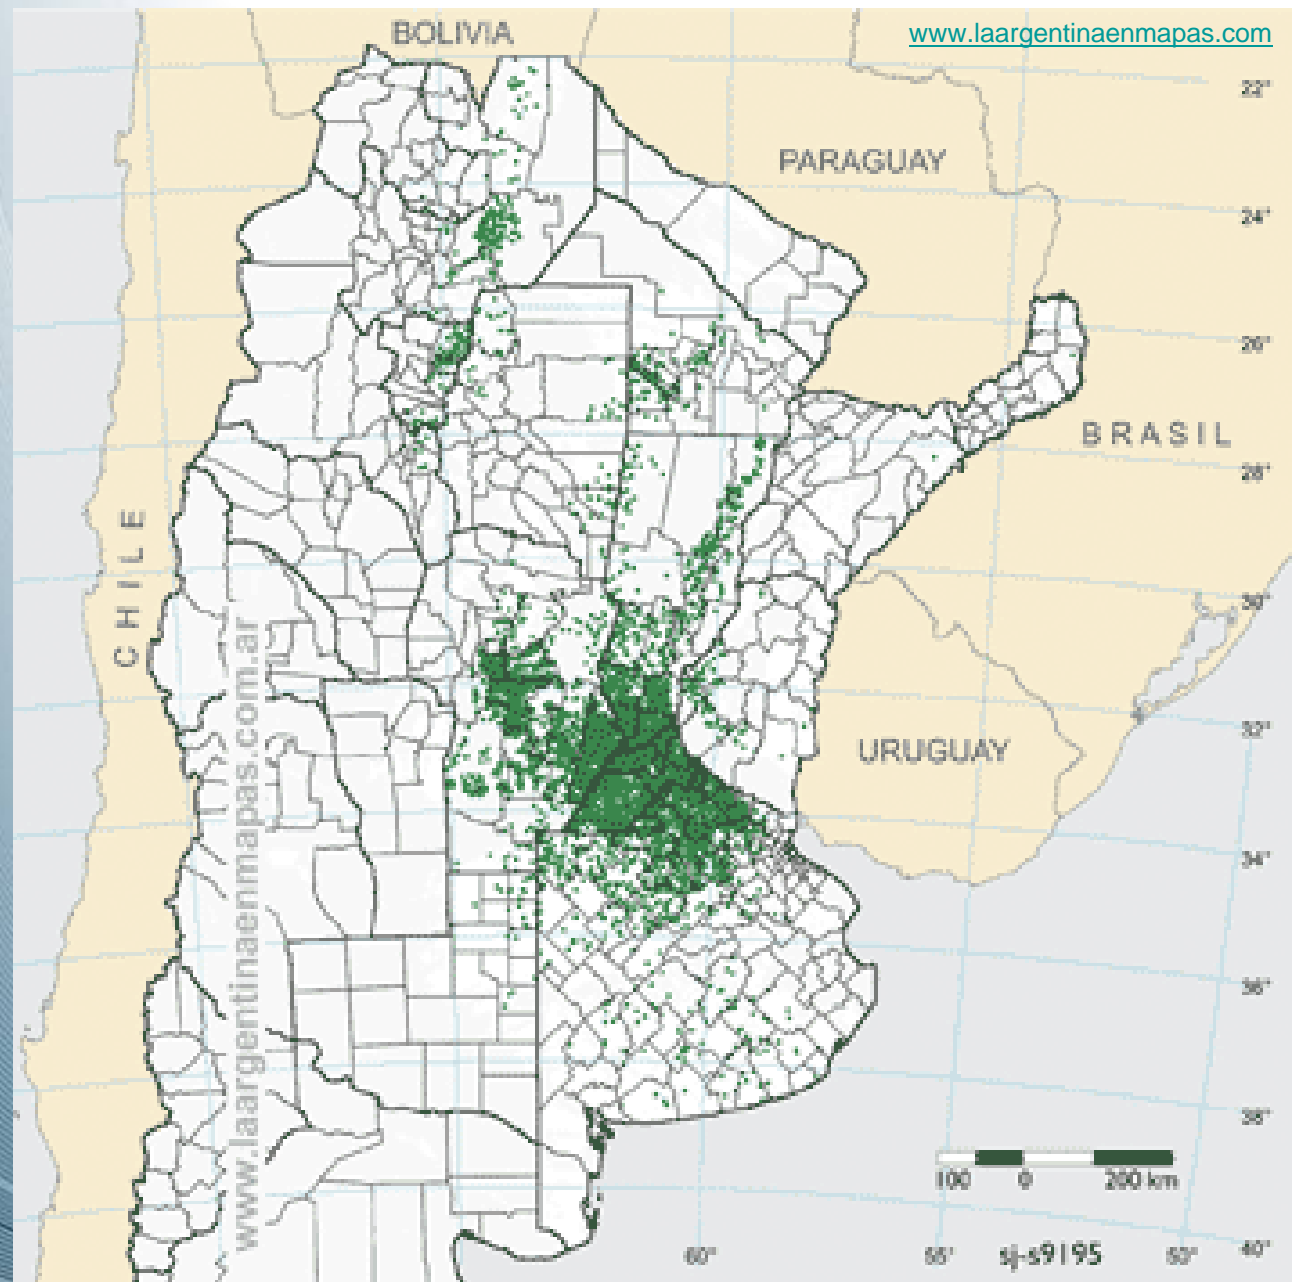 BOLIVIA
www.laargentinaenmapas.com
22°
PARAGUAY
24°
26°
BRASIL
28°
CHILE
30°
www.laargentinaenmapas.com.ar
32°
URUGUAY
34°
36°
38°
100 0 200 km
60° 55° sj-s9195 50° 40°